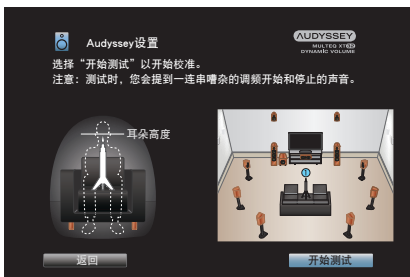 Audyssey设置
AUDYSSEY
MULTEQ XT32
DYNAMIC VOLUME
选择“开始测试”以开始校准。
注意：测试时，您会提到一连串嘈杂的调频开始和停止的声音。
耳朵高度
①
返回
开始测试